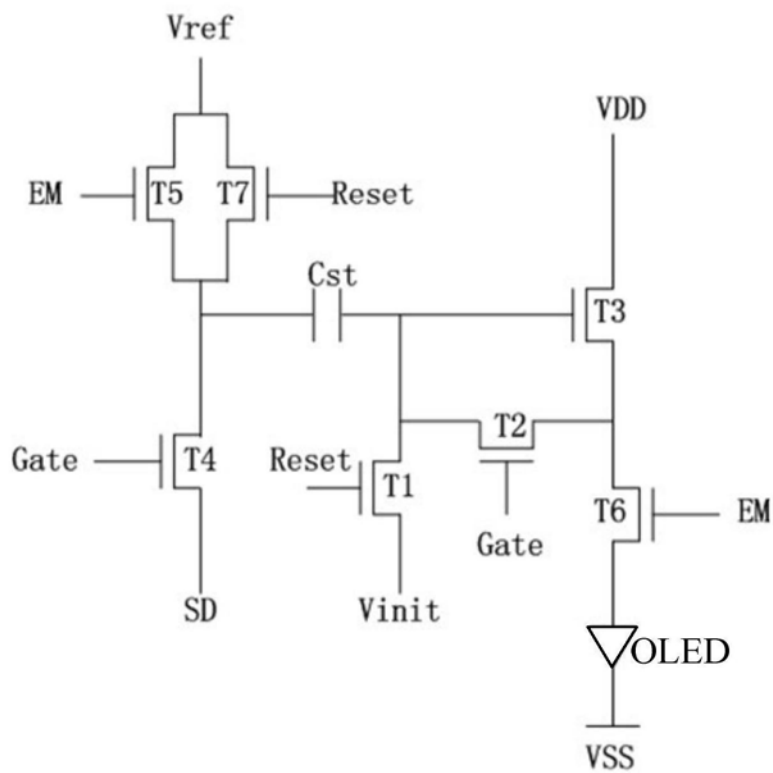 Vref
VDD
EM T5 T7 Reset
Cst
T3
T2
Gate T4 Reset T1
T6 EM
Gate
SD Vinit
OLED
VSS